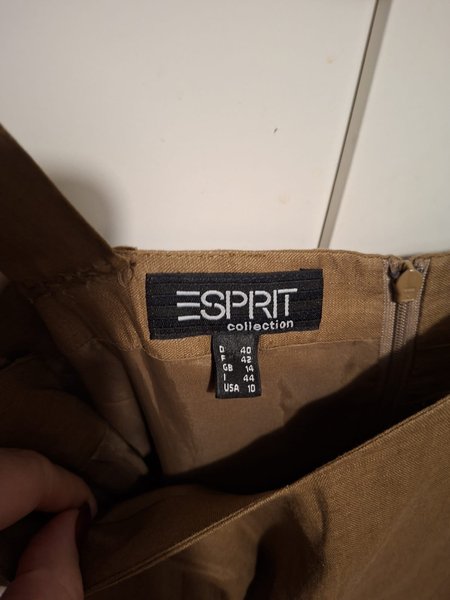 ESPRIT
collection
D 40
F 42
GB 14
I 44
USA 10